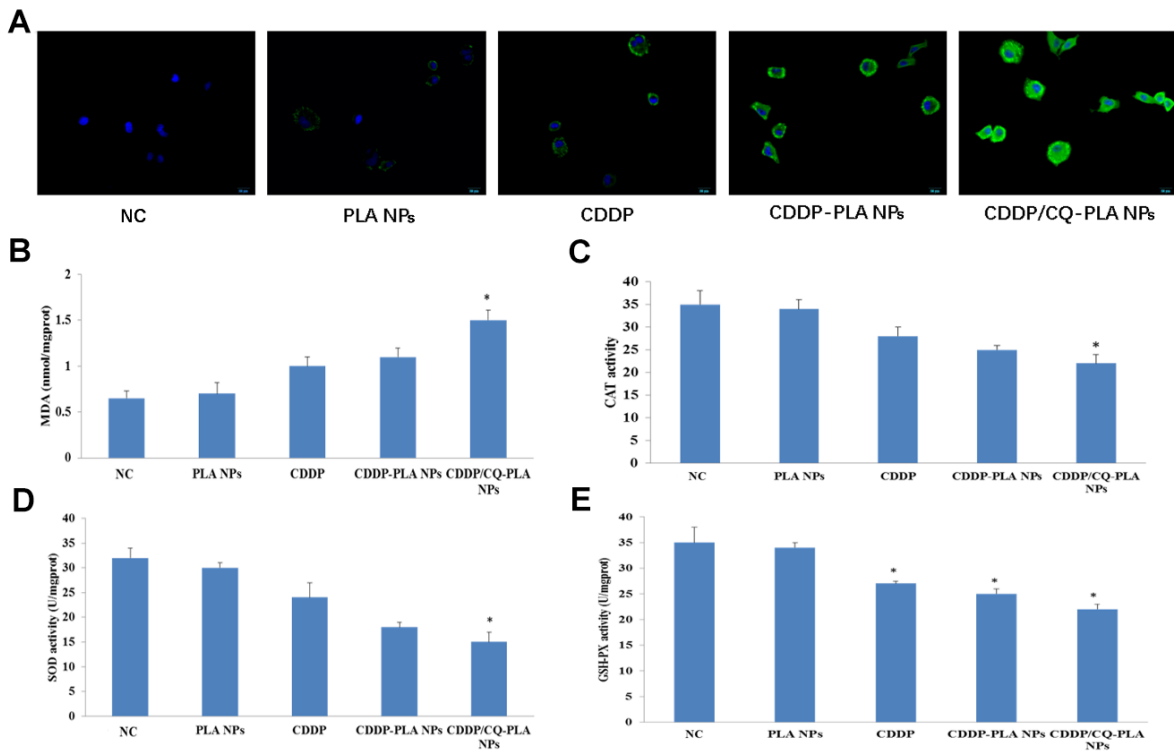 A
NC
PLA NPs
CDDP
CDDP-PLA NPs
CDDP/CQ-PLA NPs
B
MDA (nmol/mgprot)
2
1.5
1
0.5
0
*
NC
PLA NPs
CDDP
CDDP-PLA NPs
CDDP/CQ-PLA
NPs
C
CAT activity
40
35
30
25
20
15
10
5
0
*
NC
PLA NPs
CDDP
CDDP-PLA NPs
CDDP/CQ-PLA
NPs
D
SOD activity (U/mgprot)
40
35
30
25
20
15
10
5
0
*
NC
PLA NPs
CDDP
CDDP-PLA NPs
CDDP/CQ-PLA
NPs
E
GSH-PX activity (U/mgprot)
40
35
30
25
20
15
10
5
0
*
*
*
NC
PLA NPs
CDDP
CDDP-PLA NPs
CDDP/CQ-PLA
NPs